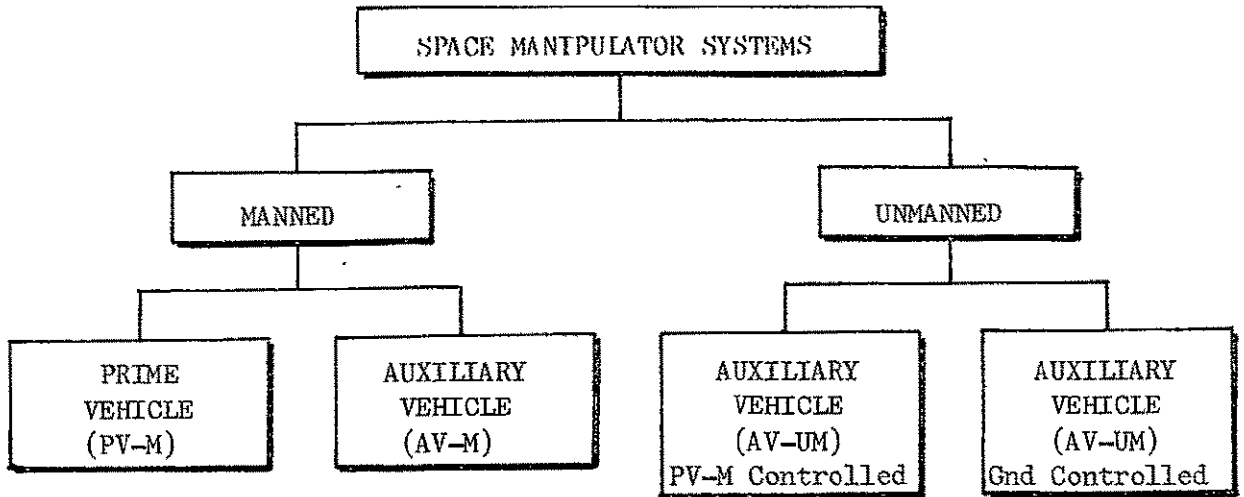 SPACE MANIPULATOR SYSTEMS
MANNED
UNMANNED
PRIME
VEHICLE
(PV-M)
AUXILIARY
VEHICLE
(AV-M)
AUXILIARY
VEHICLE
(AV-UM)
PV-M Controlled
AUXILIARY
VEHICLE
(AV-UM)
Gnd Controlled